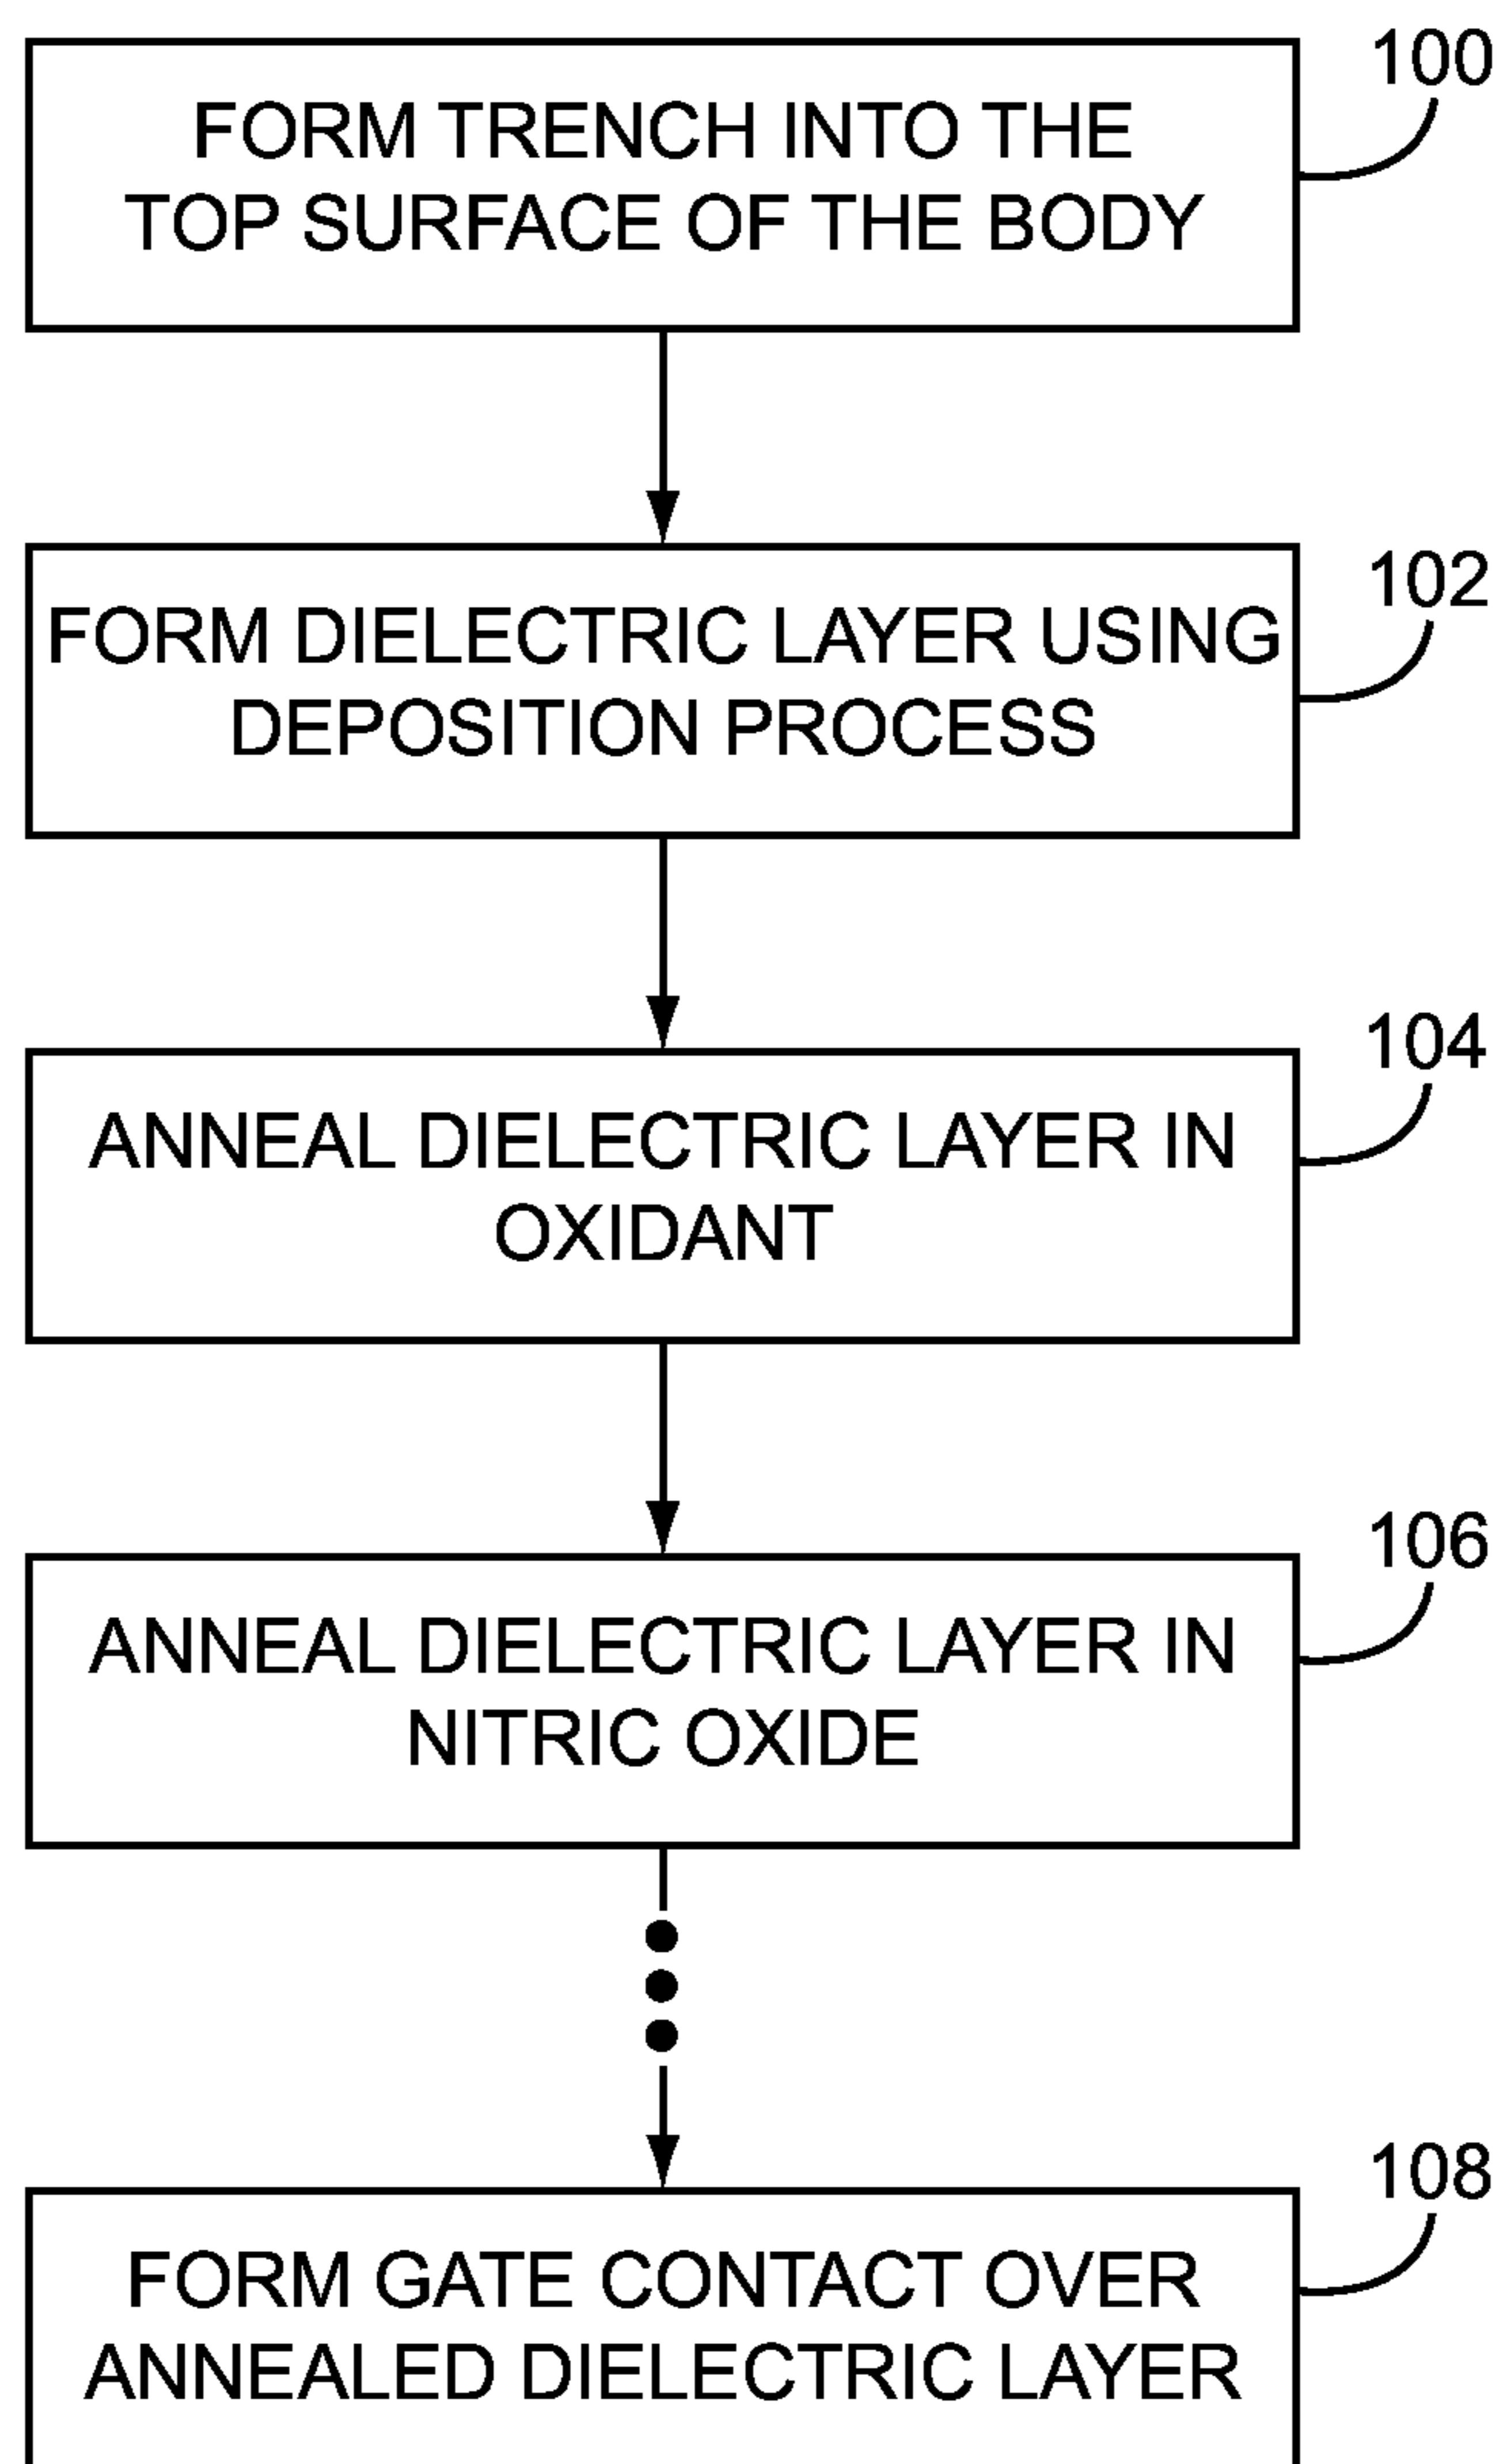 100
FORM TRENCH INTO THE
TOP SURFACE OF THE BODY
102
FORM DIELECTRIC LAYER USING
DEPOSITION PROCESS
104
ANNEAL DIELECTRIC LAYER IN
OXIDANT
106
ANNEAL DIELECTRIC LAYER IN
NITRIC OXIDE
108
FORM GATE CONTACT OVER
ANNEALED DIELECTRIC LAYER